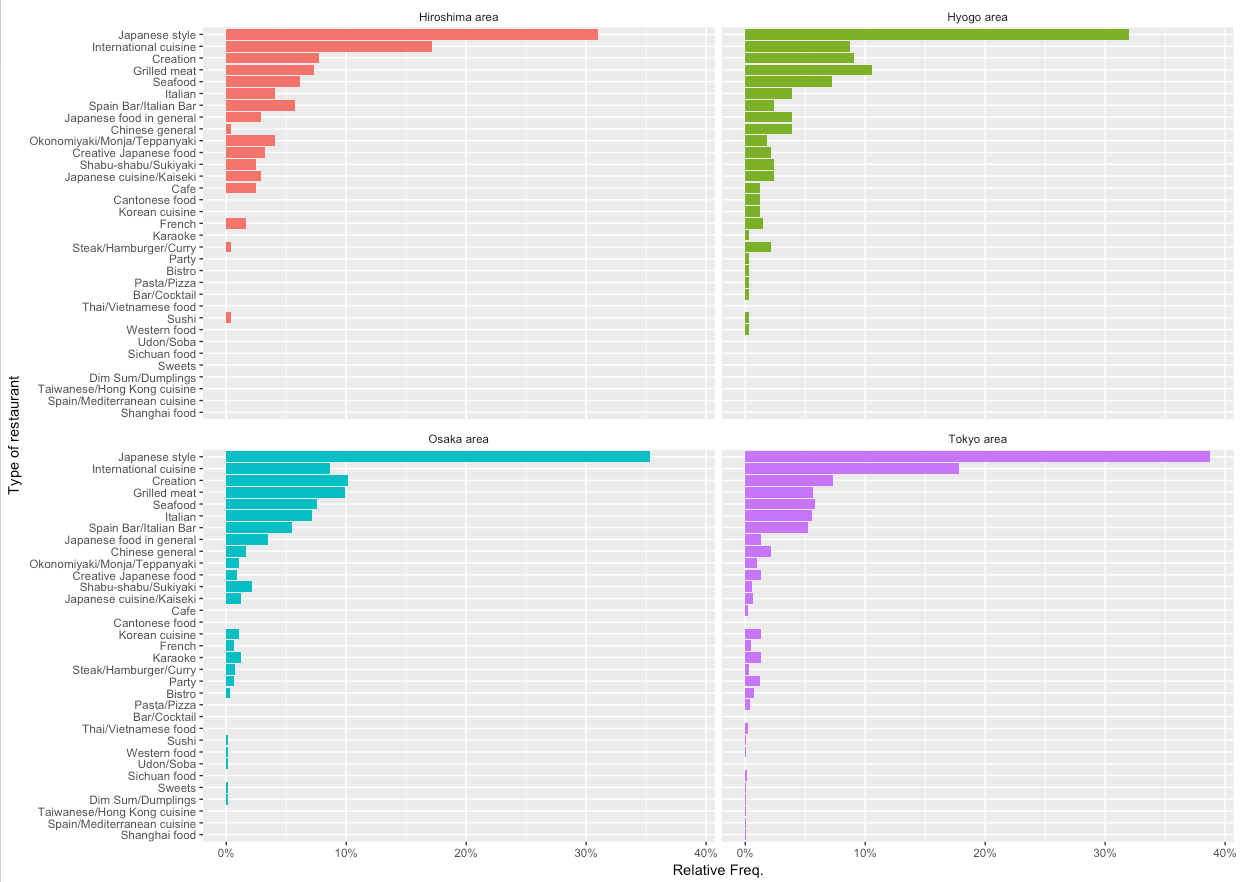 Hiroshima area
Hyogo area
Japanese style
International cuisine
Creation
Grilled meat
Seafood
Italian
Spain Bar/Italian Bar
Japanese food in general
Chinese general
Okonomiyaki/Monja/Teppanyaki
Creative Japanese food
Shabu-shabu/Sukiyaki
Japanese cuisine/Kaiseki
Cafe
Cantonese food
Korean cuisine
French
Karaoke
Steak/Hamburger/Curry
Party
Bistro
Pasta/Pizza
Bar/Cocktail
Thai/Vietnamese food
Sushi
Western food
Udon/Soba
Sichuan food
Sweets
Dim Sum/Dumplings
Taiwanese/Hong Kong cuisine
Spain/Mediterranean cuisine
Shanghai food
Type of restaurant
Osaka area
Tokyo area
Japanese style
International cuisine
Creation
Grilled meat
Seafood
Italian
Spain Bar/Italian Bar
Japanese food in general
Chinese general
Okonomiyaki/Monja/Teppanyaki
Creative Japanese food
Shabu-shabu/Sukiyaki
Japanese cuisine/Kaiseki
Cafe
Cantonese food
Korean cuisine
French
Karaoke
Steak/Hamburger/Curry
Party
Bistro
Pasta/Pizza
Bar/Cocktail
Thai/Vietnamese food
Sushi
Western food
Udon/Soba
Sichuan food
Sweets
Dim Sum/Dumplings
Taiwanese/Hong Kong cuisine
Spain/Mediterranean cuisine
Shanghai food
0% 10% 20% 30% 40% 0% 10% 20% 30% 40%
Relative Freq.